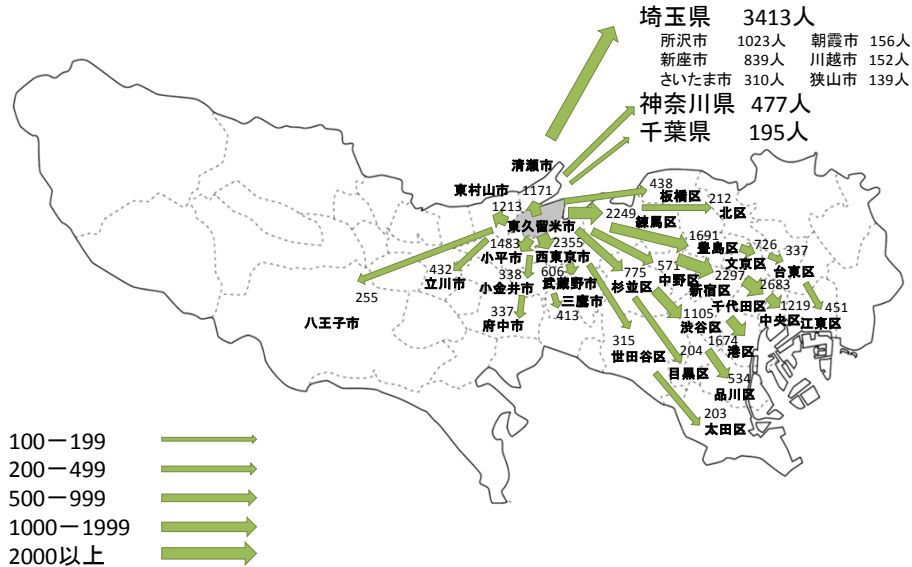 埼玉県 3413人
所沢市 1023人 朝霞市 156人
新座市 839人 川越市 152人
さいたま市 310人 狭山市 139人
神奈川県 477人
千葉県 195人
清瀬市
東村山市
1171
1213
438
板橋区
212
北区
東久留米市
2249
練馬区
1483
小平市
2355
西東京市
1691
豊島区
726
文京区
337
台東区
432
立川市
338
小金井市
606
武蔵野市
775
杉並区
571
中野区
2297
新宿区
2683
千代田区
255
八王子市
337
府中市
三鷹市
413
1105
渋谷区
1219
中央区
451
江東区
315
世田谷区
204
目黒区
1674
港区
534
品川区
203
太田区
100－199
200－499
500－999
1000－1999
2000以上